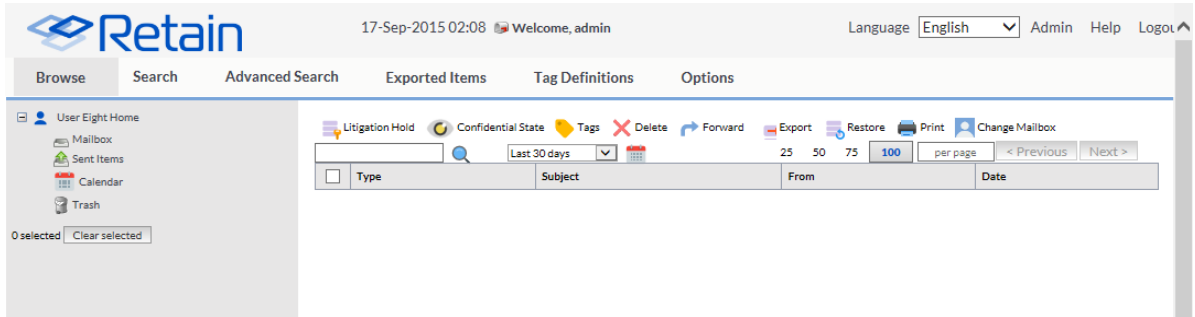 Retain 17-Sep-2015 02:08 Welcome, admin Language English Admin Help Logou
Browse Search Advanced Search Exported Items Tag Definitions Options
User Eight Home
Mailbox
Sent Items
Calendar
Trash
0 selected Clear selected
Litigation Hold Confidential State Tags Delete Forward Export Restore Print Change Mailbox
Last 30 days 25 50 75 100 per page < Previous Next >
Type Subject From Date